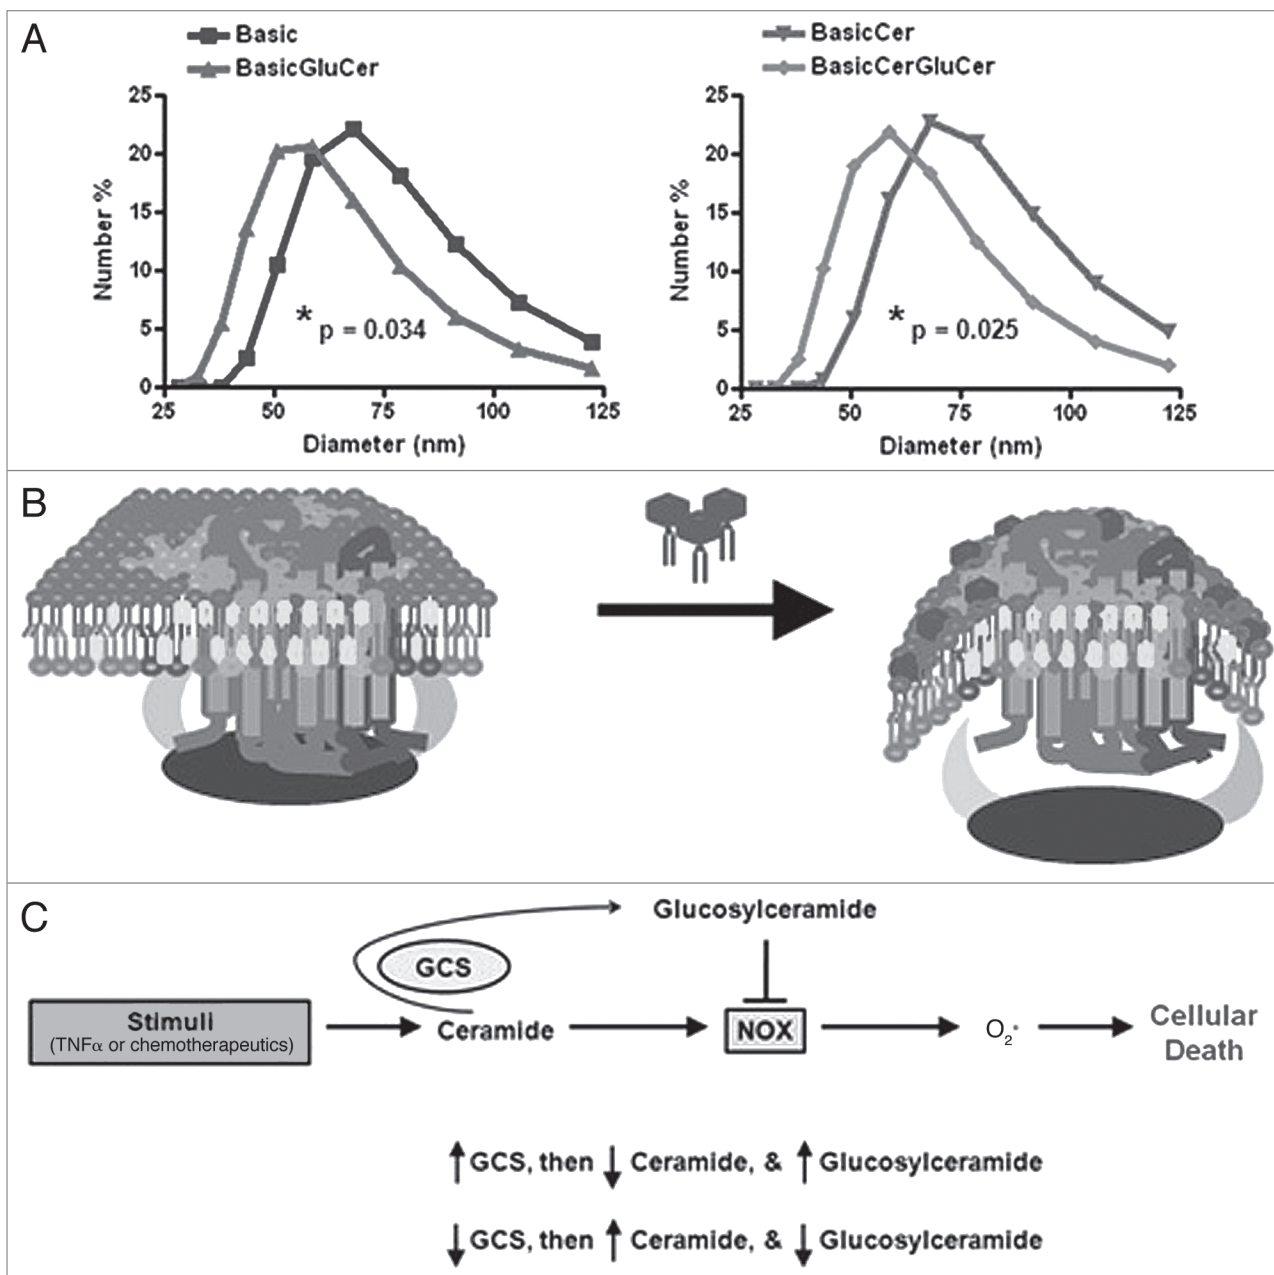 A
Basic
BasicGluCer
25
20
15
10
5
0
Number %
* p = 0.034
25 50 75 100 125
Diameter (nm)
BasicCer
BasicCerGluCer
25
20
15
10
5
0
Number %
* p = 0.025
25 50 75 100 125
Diameter (nm)
B
C
Glucosylceramide
GCS
Stimuli
(TNFα or chemotherapeutics)
Ceramide
NOX
O₂•
Cellular
Death
↑ GCS, then ↓ Ceramide, & ↑ Glucosylceramide
↓ GCS, then ↑ Ceramide, & ↓ Glucosylceramide